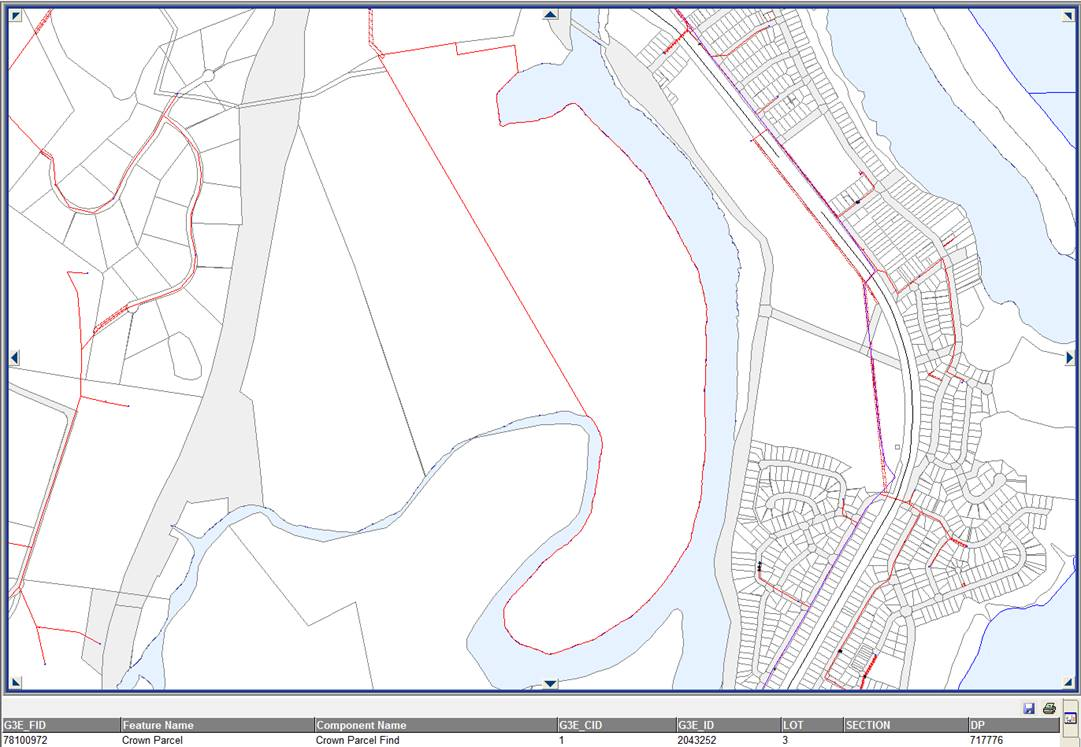 G3E_FID Feature Name Component Name G3E_CID G3E_ID LOT SECTION DP
78100972 Crown Parcel Crown Parcel Find 1 2043252 3 717776